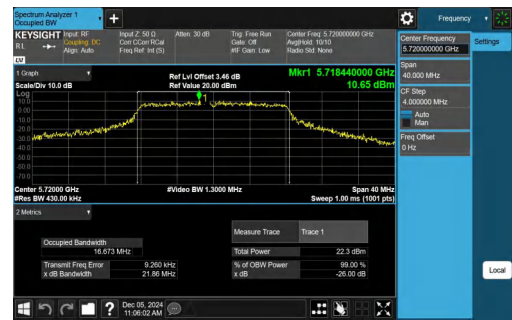 Spectrum Analyzer 1
Occupied BW
+
Frequency
KEYSIGHT
RL
Input: RF
Coupling: DC
Align: Auto
Input Z: 50 Ω
Corr CCorr RCal
Freq Ref: Int (S)
Atten: 30 dB
Trig: Free Run
Gate: Off
#IF Gain: Low
Center Freq: 5.720000000 GHz
Avg|Hold: 10/10
Radio Std: None
Center Frequency
5.720000000 GHz
Settings
Span
40.000 MHz
CF Step
4.000000 MHz
Auto
Man
Freq Offset
0 Hz
Local
1 Graph
Scale/Div 10.0 dB
Ref Lvl Offset 3.46 dB
Ref Value 20.00 dBm
Mkr1 5.718440000 GHz
10.65 dBm
Log
1
10.0
0.00
-10.0
-20.0
-30.0
-40.0
-50.0
-60.0
-70.0
Center 5.72000 GHz
#Video BW 1.3000 MHz
Span 40 MHz
#Res BW 430.00 kHz
Sweep 1.00 ms (1001 pts)
2 Metrics
Measure Trace
Trace 1
Occupied Bandwidth
16.673 MHz
Total Power
22.3 dBm
Transmit Freq Error
9.260 kHz
% of OBW Power
99.00 %
x dB Bandwidth
21.86 MHz
x dB
-26.00 dB
?
Dec 05, 2024
11:06:02 AM